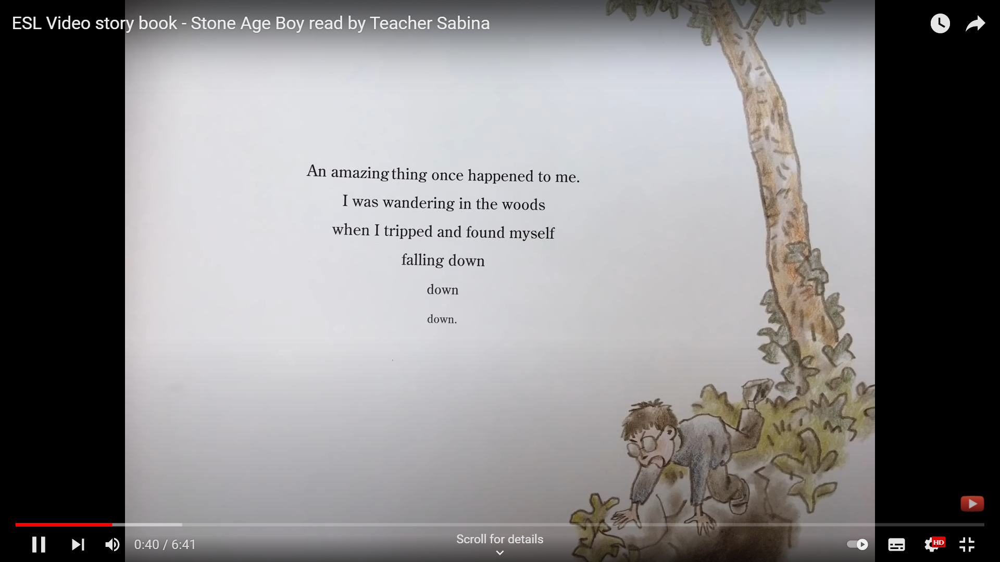 ESL Video story book - Stone Age Boy read by Teacher Sabina
An amazing thing once happened to me.
I was wandering in the woods
when I tripped and found myself
falling down
down
down.
0:40 / 6:41
Scroll for details
HD